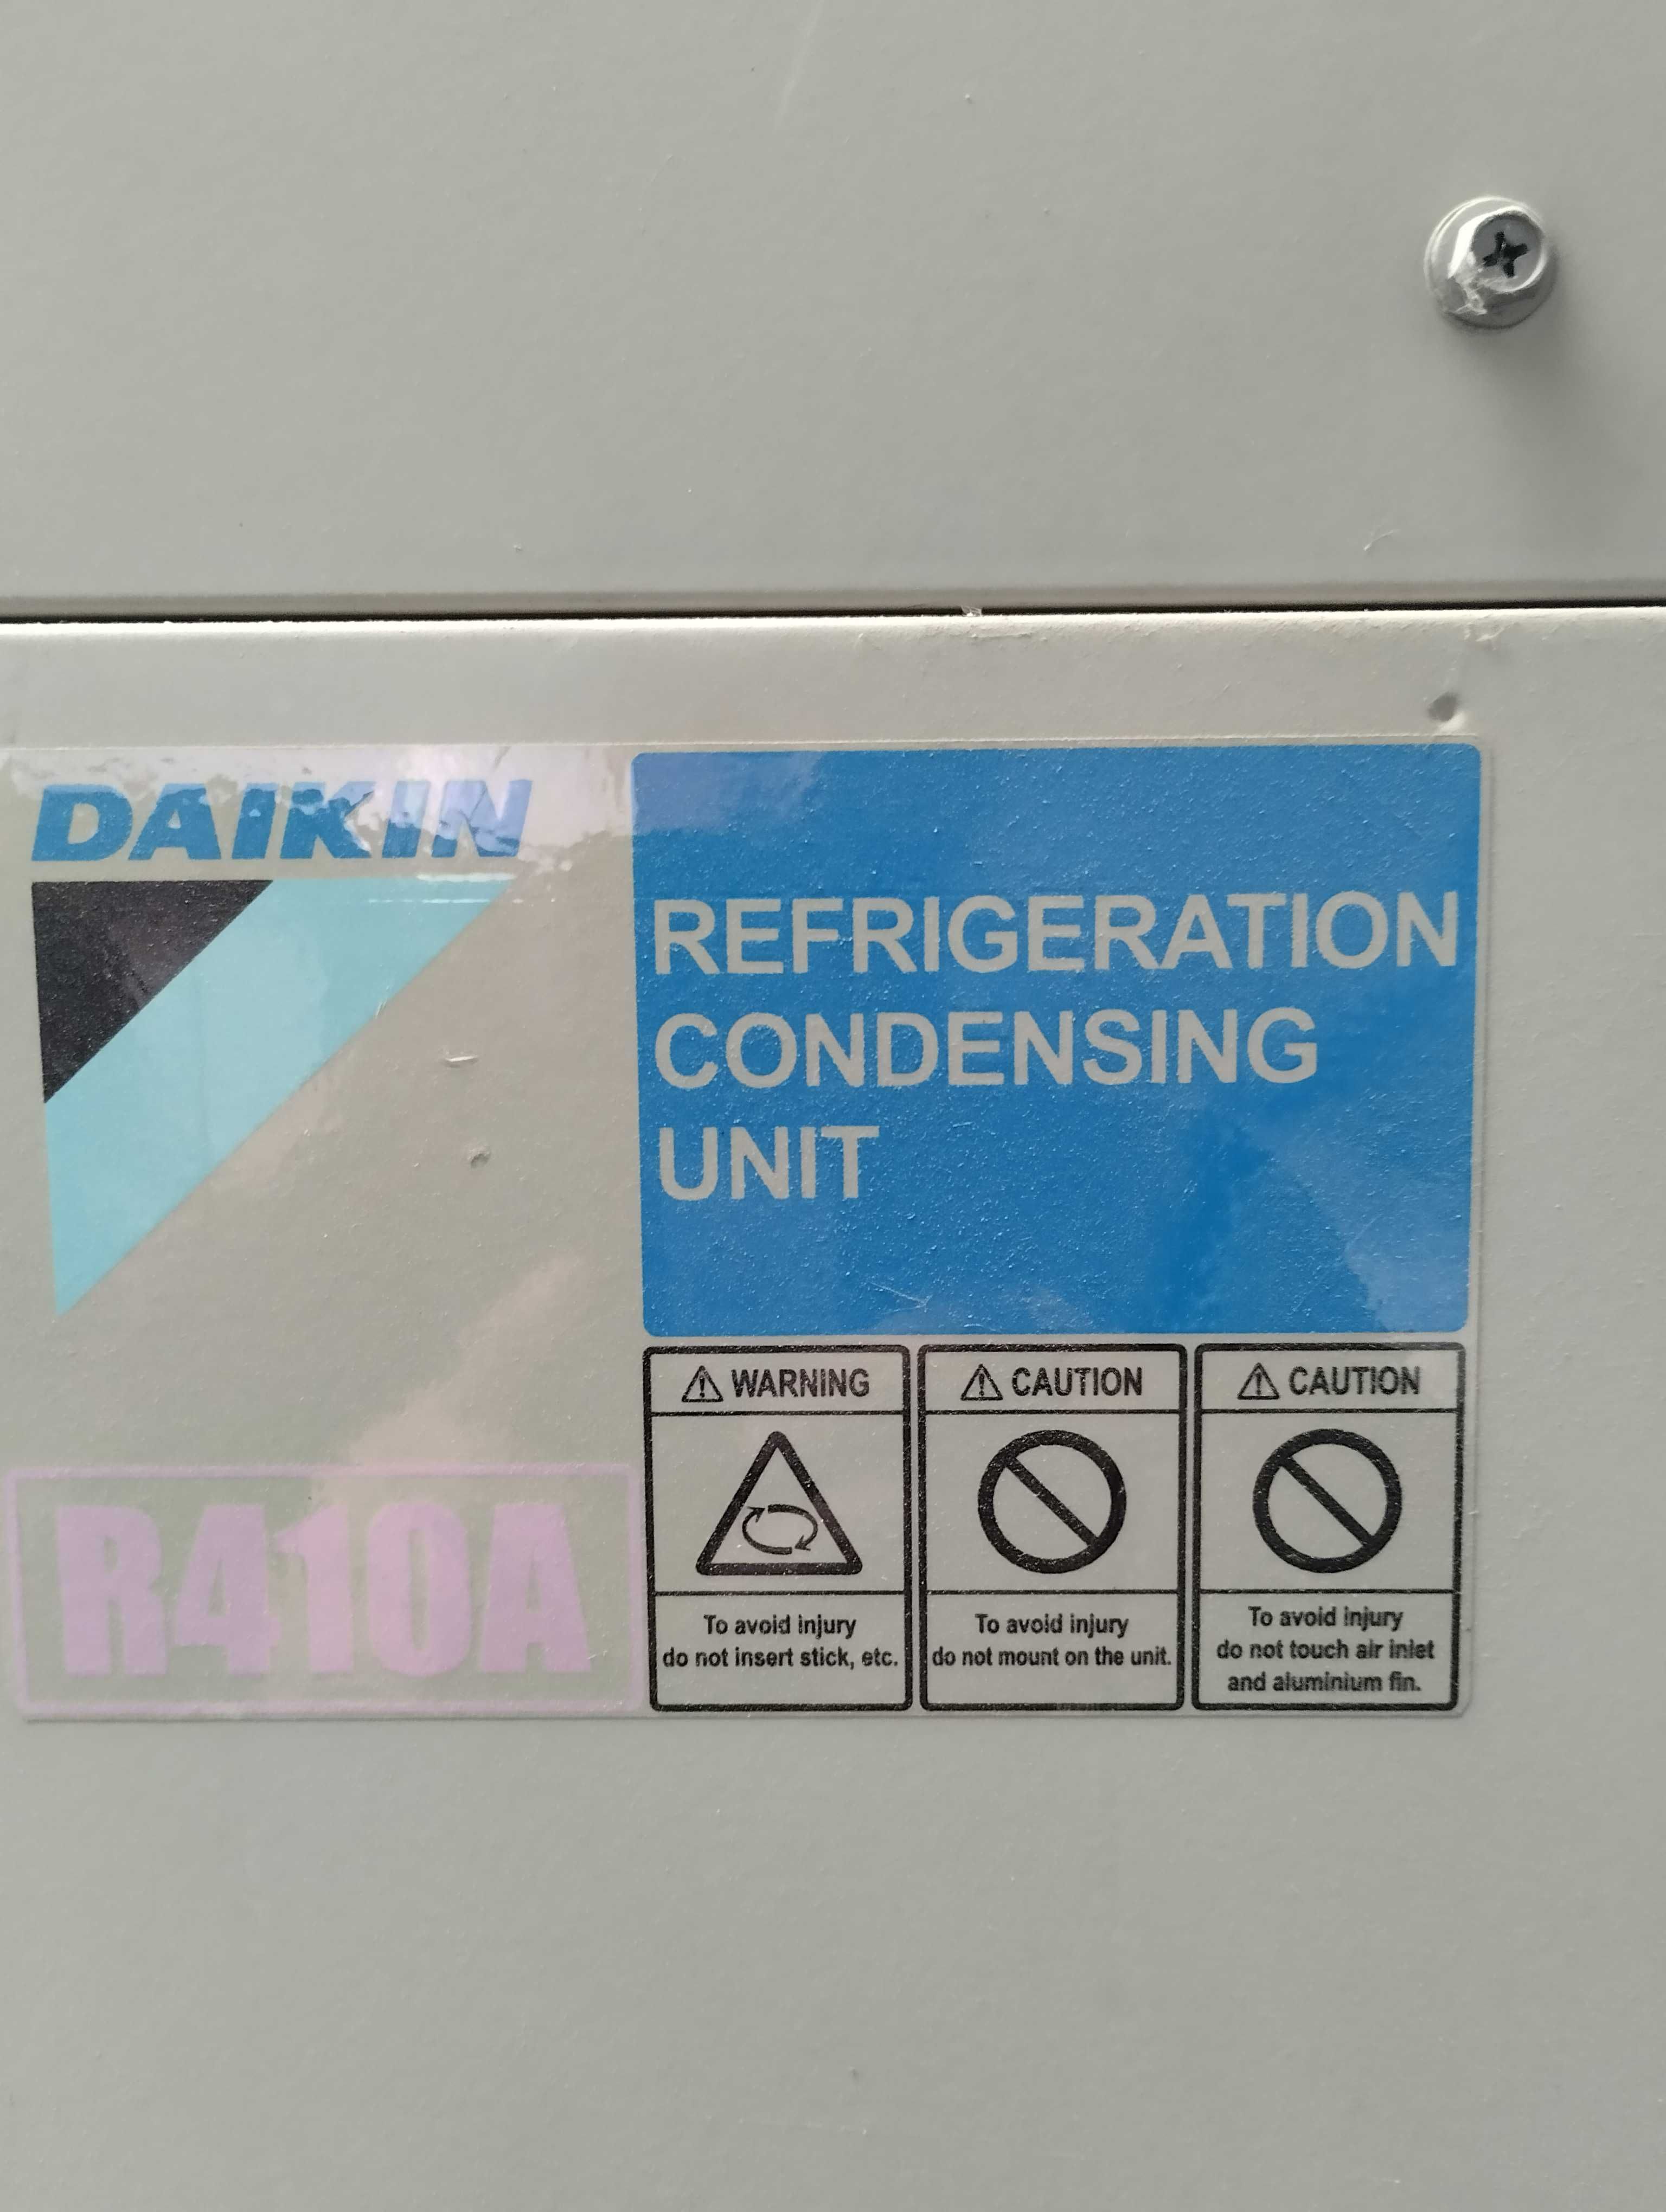 DAIKIN
REFRIGERATION
CONDENSING
UNIT
R410A
WARNING
To avoid injury
do not insert stick, etc.
CAUTION
To avoid injury
do not mount on the unit.
CAUTION
To avoid injury
do not touch air inlet
and aluminium fin.